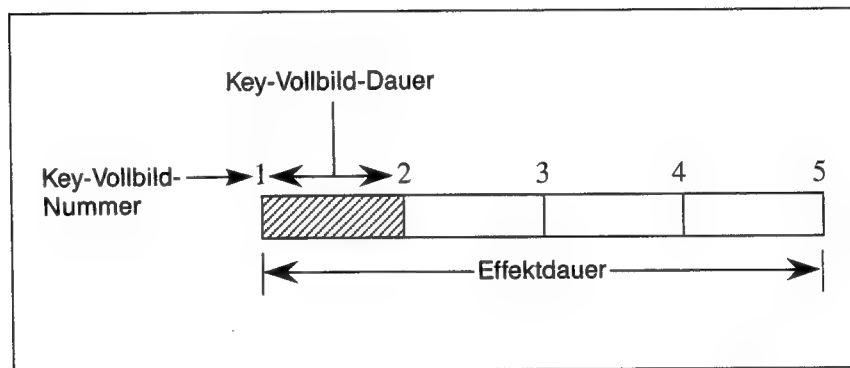 Key-Vollbild-Dauer
Key-Vollbild-
Nummer
1 2 3 4 5
Effektdauer